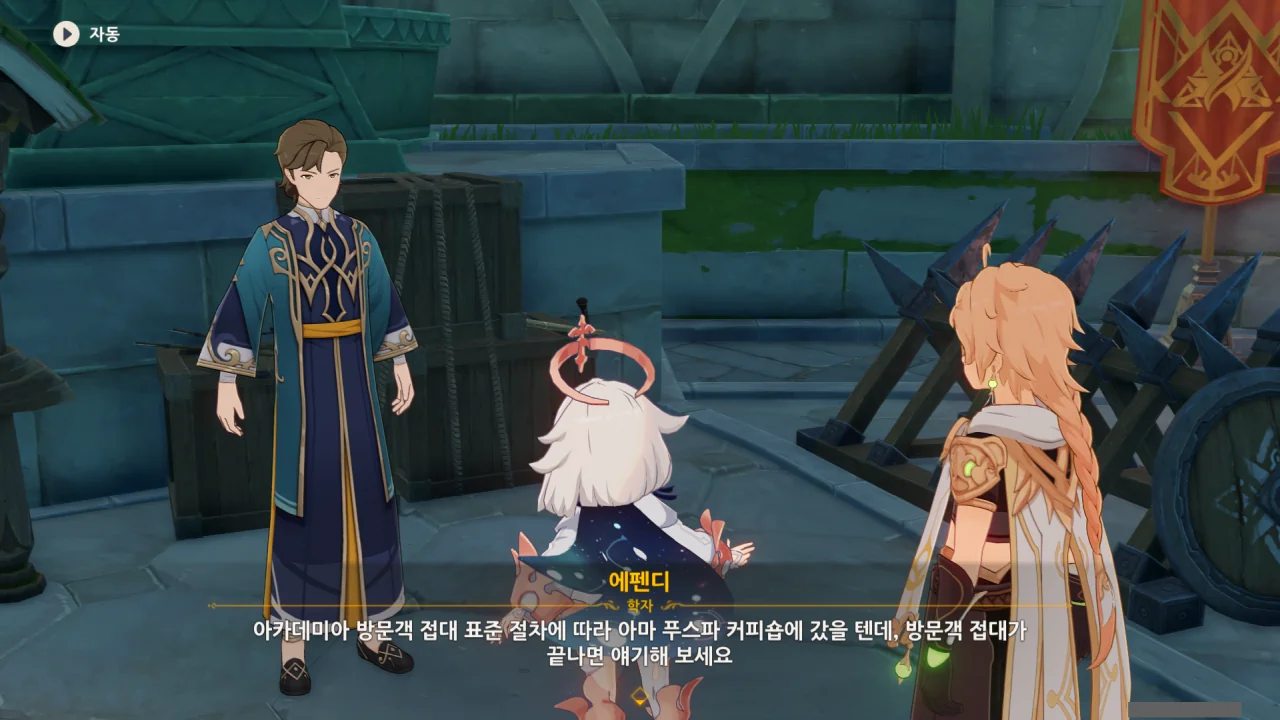 자동
에펜디
학자
아카데미아 방문객 접대 표준 절차에 따라 아마 푸스파 커피숍에 갔을 텐데, 방문객 접대가
끝나면 얘기해 보세요